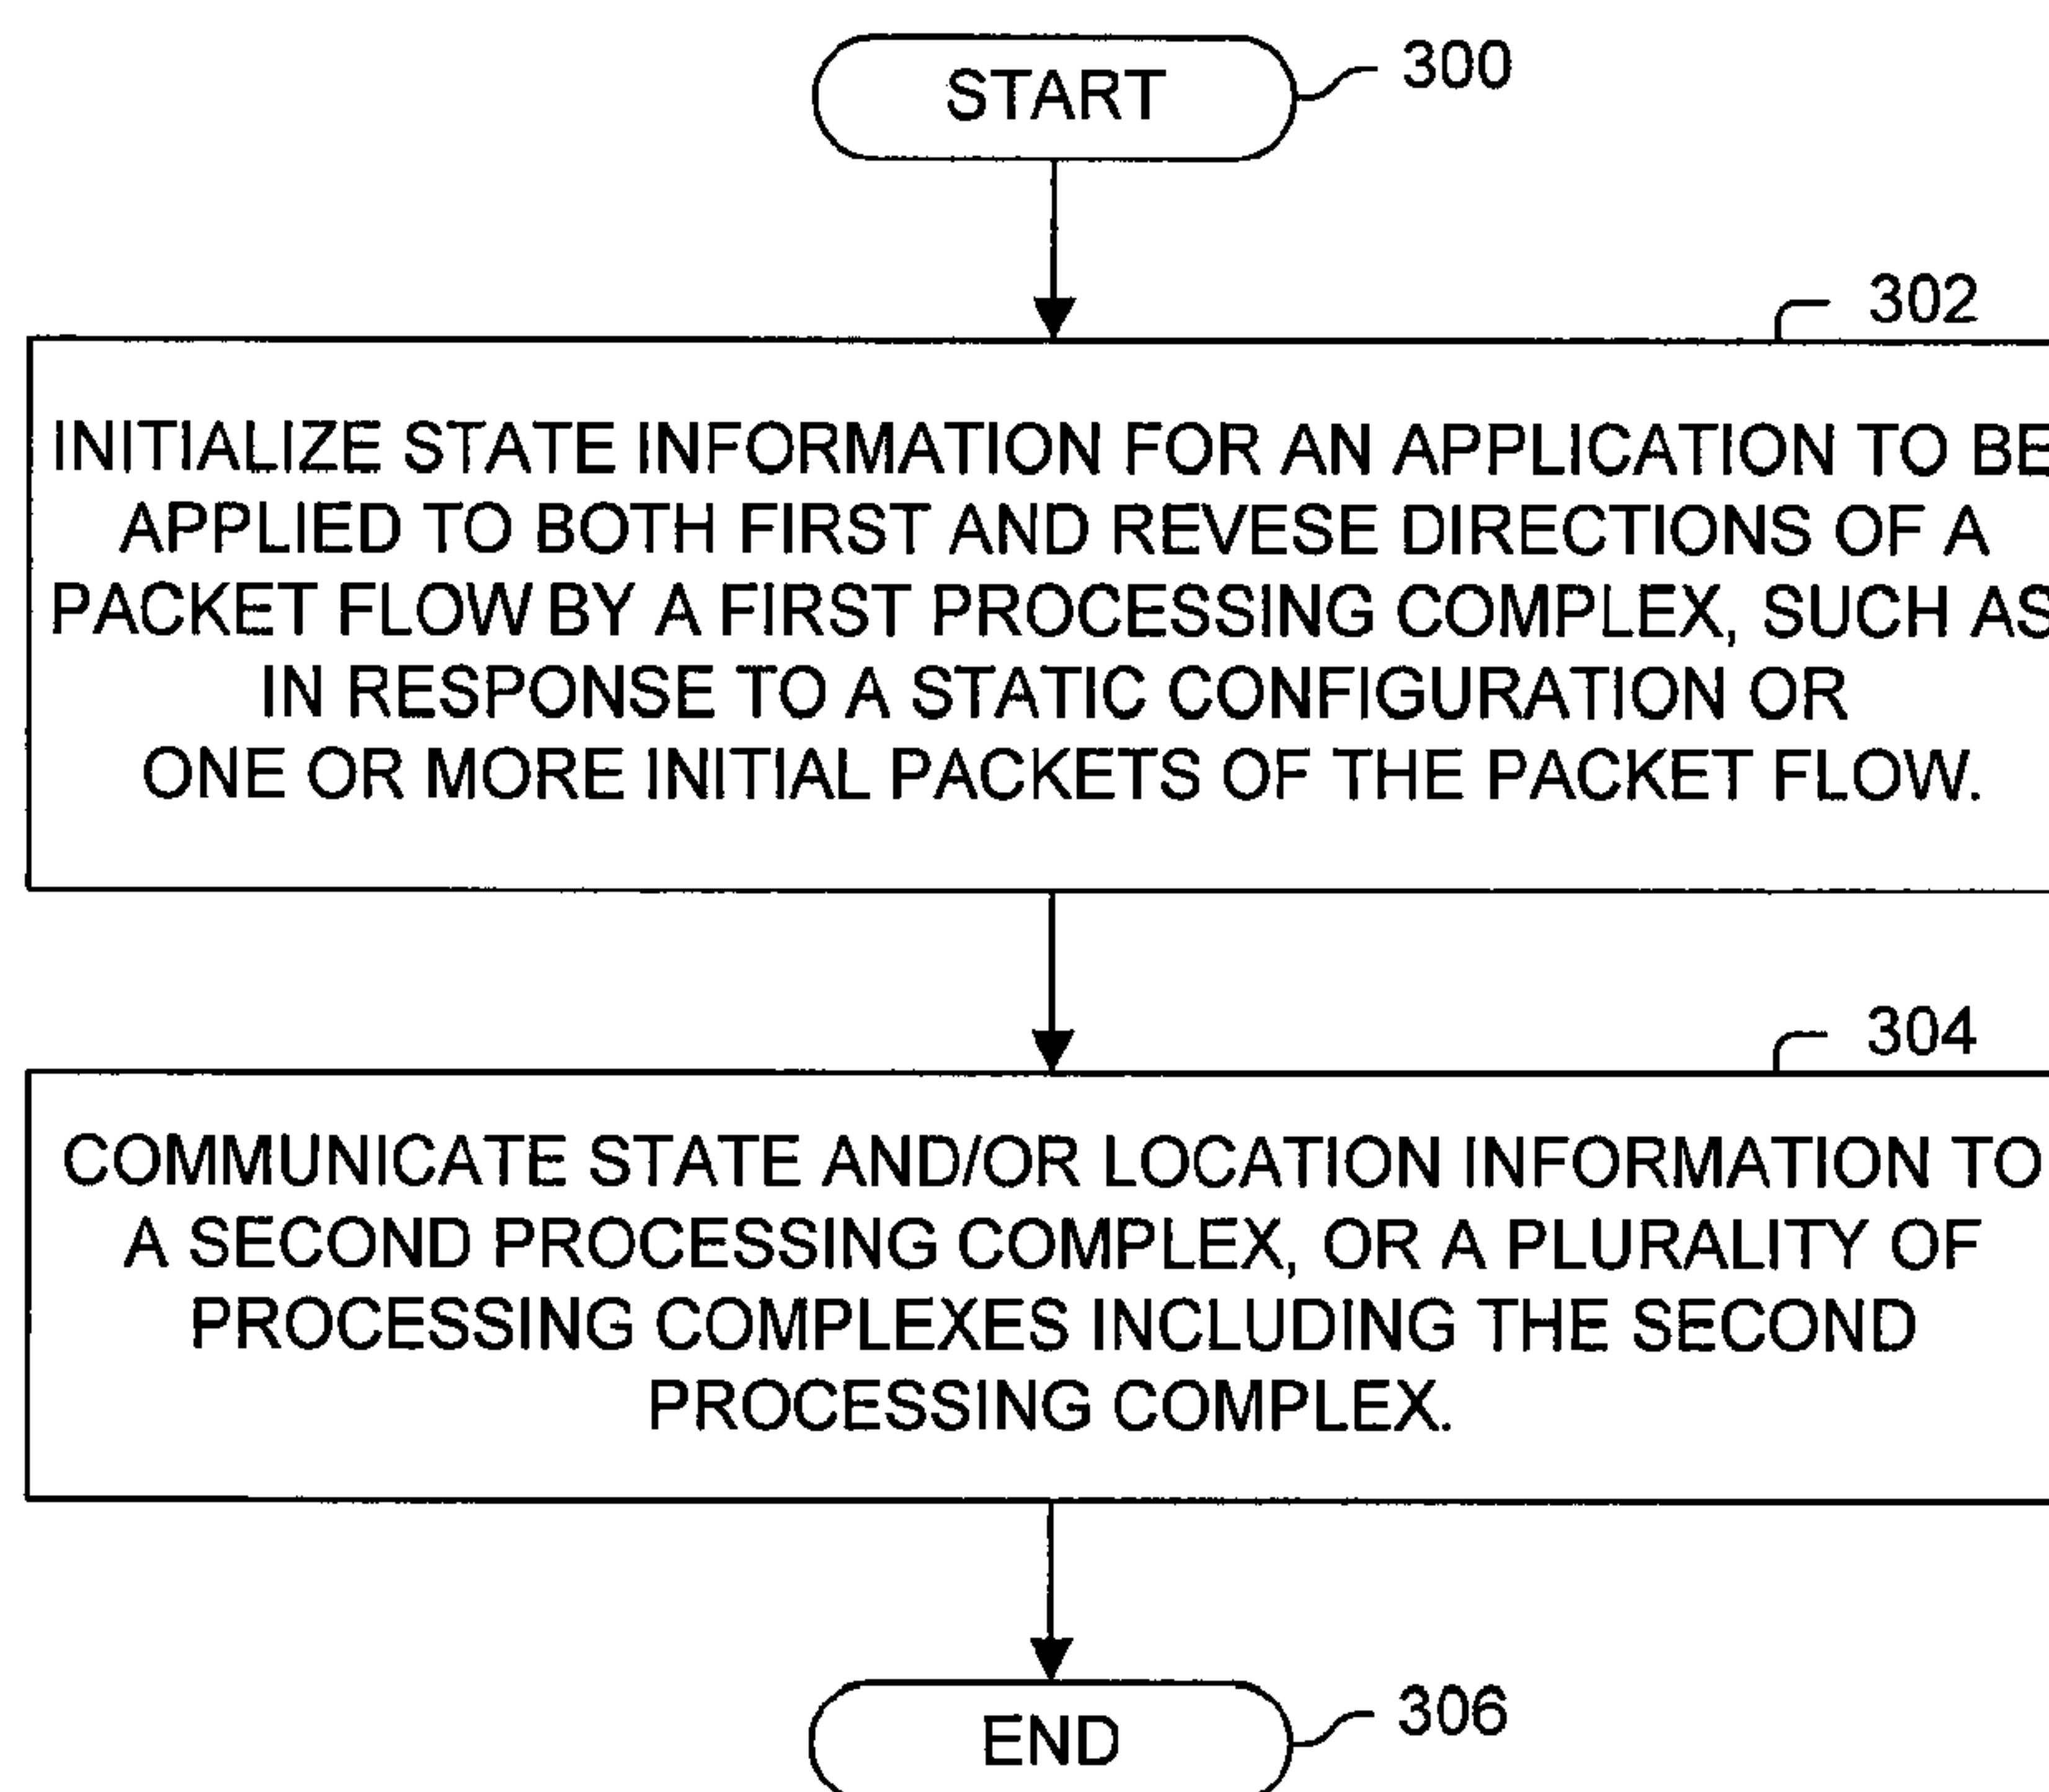 START
300
302
INITIALIZE STATE INFORMATION FOR AN APPLICATION TO BE
APPLIED TO BOTH FIRST AND REVESE DIRECTIONS OF A
PACKET FLOW BY A FIRST PROCESSING COMPLEX, SUCH AS
IN RESPONSE TO A STATIC CONFIGURATION OR
ONE OR MORE INITIAL PACKETS OF THE PACKET FLOW.
304
COMMUNICATE STATE AND/OR LOCATION INFORMATION TO
A SECOND PROCESSING COMPLEX, OR A PLURALITY OF
PROCESSING COMPLEXES INCLUDING THE SECOND
PROCESSING COMPLEX.
END
306